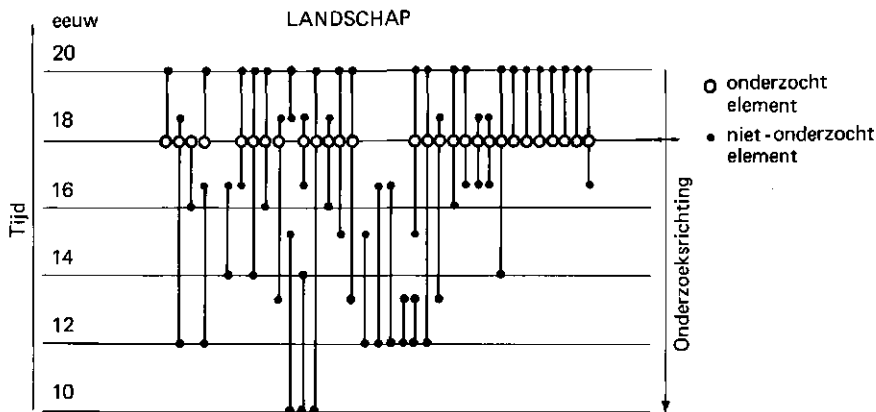 eeuw
LANDSCHAP
20
18
16
14
12
10
Tijd
Onderzoeksrichting
onderzocht
element
niet-onderzocht
element